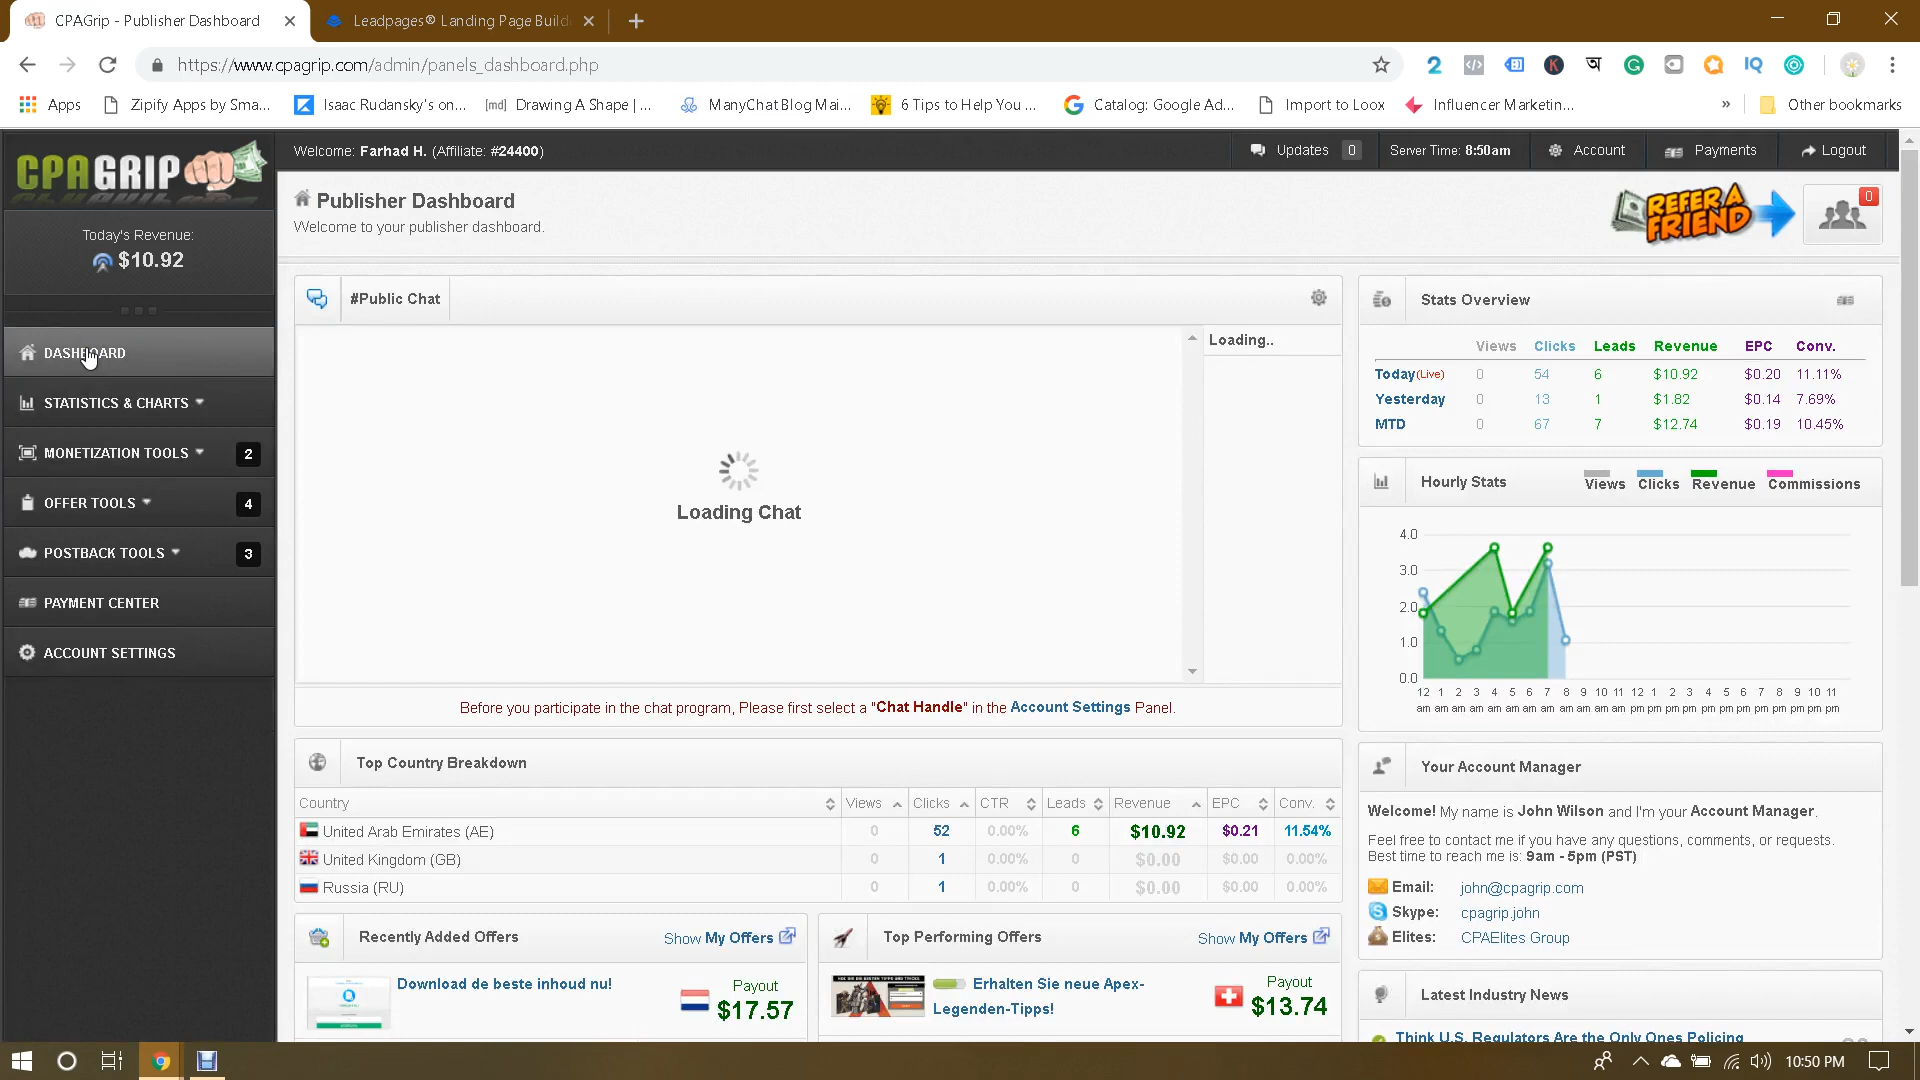 CPAGrip - Publisher Dashboard
Leadpages® Landing Page Build
https://www.cpagrip.com/admin/panels_dashboard.php
Apps
Zipify Apps by Sma...
Isaac Rudansky's on...
[md] Drawing A Shape | ...
ManyChat Blog Mai...
6 Tips to Help You ...
Catalog: Google Ad...
Import to Loox
Influencer Marketin...
»
Other bookmarks
CPAGRIP
Welcome: Farhad H. (Affiliate: #24400)
Updates 0
Server Time: 8:50am
Account
Payments
Logout
Today's Revenue:
$10.92
DASHBOARD
STATISTICS & CHARTS
MONETIZATION TOOLS 2
OFFER TOOLS 4
POSTBACK TOOLS 3
PAYMENT CENTER
ACCOUNT SETTINGS
Publisher Dashboard
Welcome to your publisher dashboard.
REFER A FRIEND
0
#Public Chat
Loading..
Loading Chat
Before you participate in the chat program, Please first select a "Chat Handle" in the Account Settings Panel.
Stats Overview
Views Clicks Leads Revenue EPC Conv.
Today(Live) 0 54 6 $10.92 $0.20 11.11%
Yesterday 0 13 1 $1.82 $0.14 7.69%
MTD 0 67 7 $12.74 $0.19 10.45%
Hourly Stats
Views Clicks Revenue Commissions
4.0
3.0
2.0
1.0
0.0
12 1 2 3 4 5 6 7 8 9 10 11 12 1 2 3 4 5 6 7 8 9 10 11
am am am am am am am am am am am am pm pm pm pm pm pm pm pm pm pm pm pm
Top Country Breakdown
Country Views Clicks CTR Leads Revenue EPC Conv.
United Arab Emirates (AE) 0 52 0.00% 6 $10.92 $0.21 11.54%
United Kingdom (GB) 0 1 0.00% 0 $0.00 $0.00 0.00%
Russia (RU) 0 1 0.00% 0 $0.00 $0.00 0.00%
Your Account Manager
Welcome! My name is John Wilson and I'm your Account Manager.
Feel free to contact me if you have any questions, comments, or requests.
Best time to reach me is: 9am - 5pm (PST)
Email: john@cpagrip.com
Skype: cpagrip.john
Elites: CPAElites Group
Recently Added Offers
Show My Offers
Download de beste inhoud nu!
Payout
$17.57
Top Performing Offers
Show My Offers
Erhalten Sie neue Apex-
Legenden-Tipps!
Payout
$13.74
Latest Industry News
Think U.S. Regulators Are the Only Ones Policing
10:50 PM